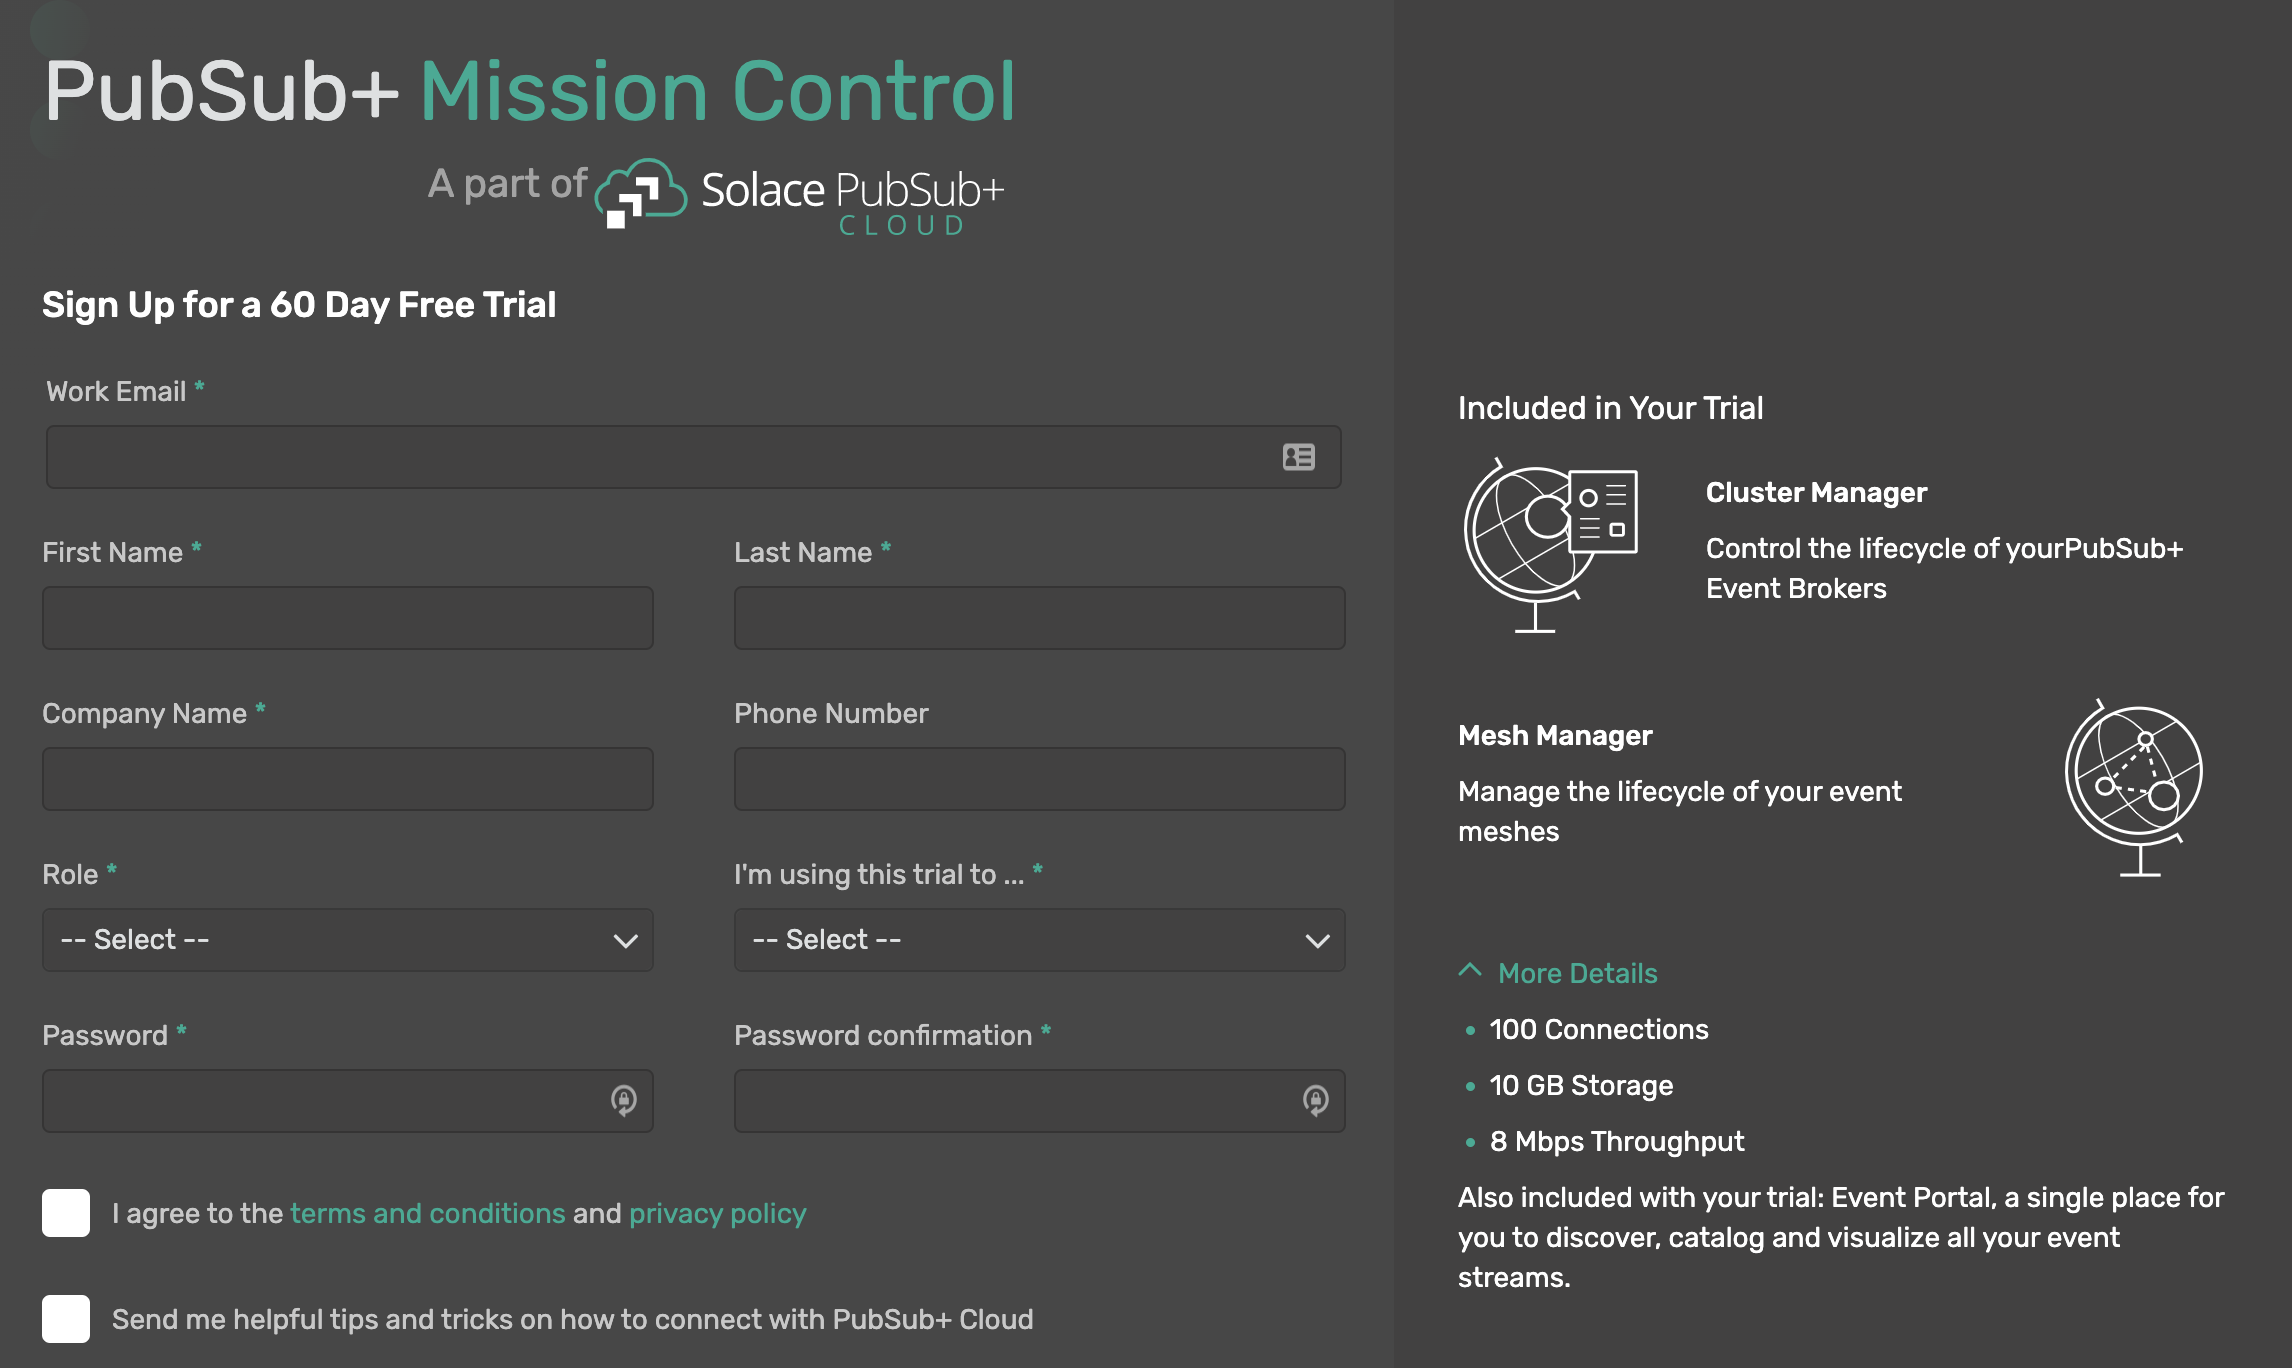 PubSub+ Mission Control
A part of Solace PubSub+
CLOUD
Sign Up for a 60 Day Free Trial
Work Email *
First Name *
Last Name *
Company Name *
Phone Number
Role *
I'm using this trial to ... *
-- Select --
-- Select --
Password *
Password confirmation *
I agree to the terms and conditions and privacy policy
Send me helpful tips and tricks on how to connect with PubSub+ Cloud
Included in Your Trial
Cluster Manager
Control the lifecycle of yourPubSub+
Event Brokers
Mesh Manager
Manage the lifecycle of your event
meshes
More Details
• 100 Connections
• 10 GB Storage
• 8 Mbps Throughput
Also included with your trial: Event Portal, a single place for
you to discover, catalog and visualize all your event
streams.